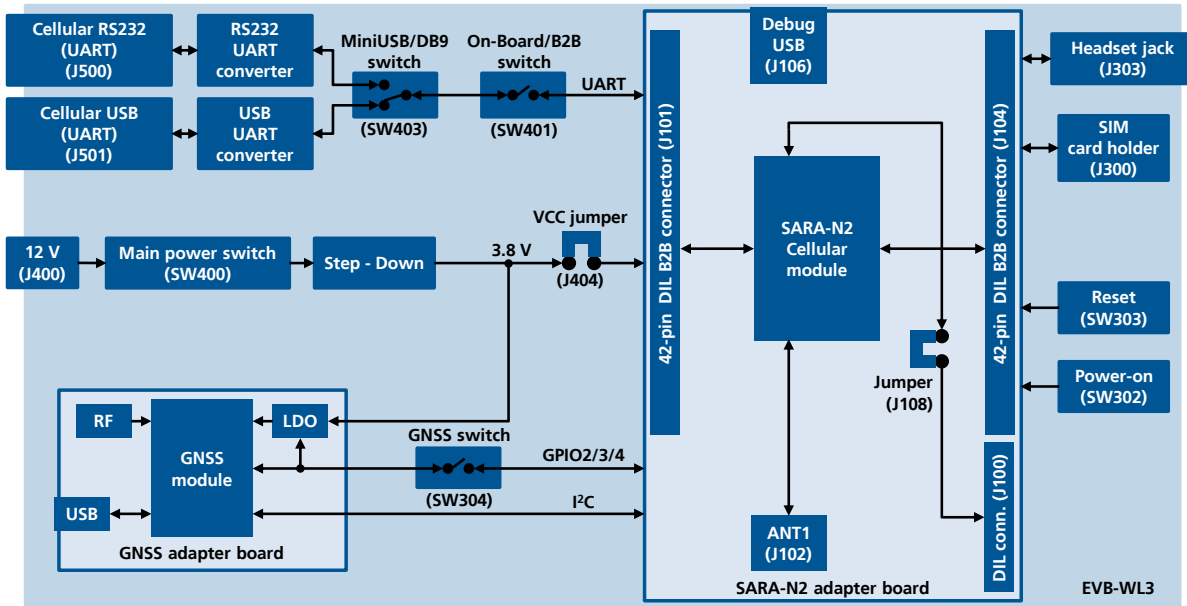 Cellular RS232
(UART)
(J500)
RS232
UART
converter
MiniUSB/DB9
switch
(SW403)
On-Board/B2B
switch
(SW401)
UART
Cellular USB
(UART)
(J501)
USB
UART
converter
12 V
(J400)
Main power switch
(SW400)
Step - Down
3.8 V
VCC jumper
(J404)
RF
LDO
GNSS
module
USB
GNSS adapter board
GNSS switch
(SW304)
GPIO2/3/4
I²C
42-pin DIL B2B connector (J101)
Debug
USB
(J106)
SARA-N2
Cellular
module
Jumper
(J108)
ANT1
(J102)
SARA-N2 adapter board
42-pin DIL B2B connector (J104)
DIL conn. (J100)
Headset jack
(J303)
SIM
card holder
(J300)
Reset
(SW303)
Power-on
(SW302)
EVB-WL3